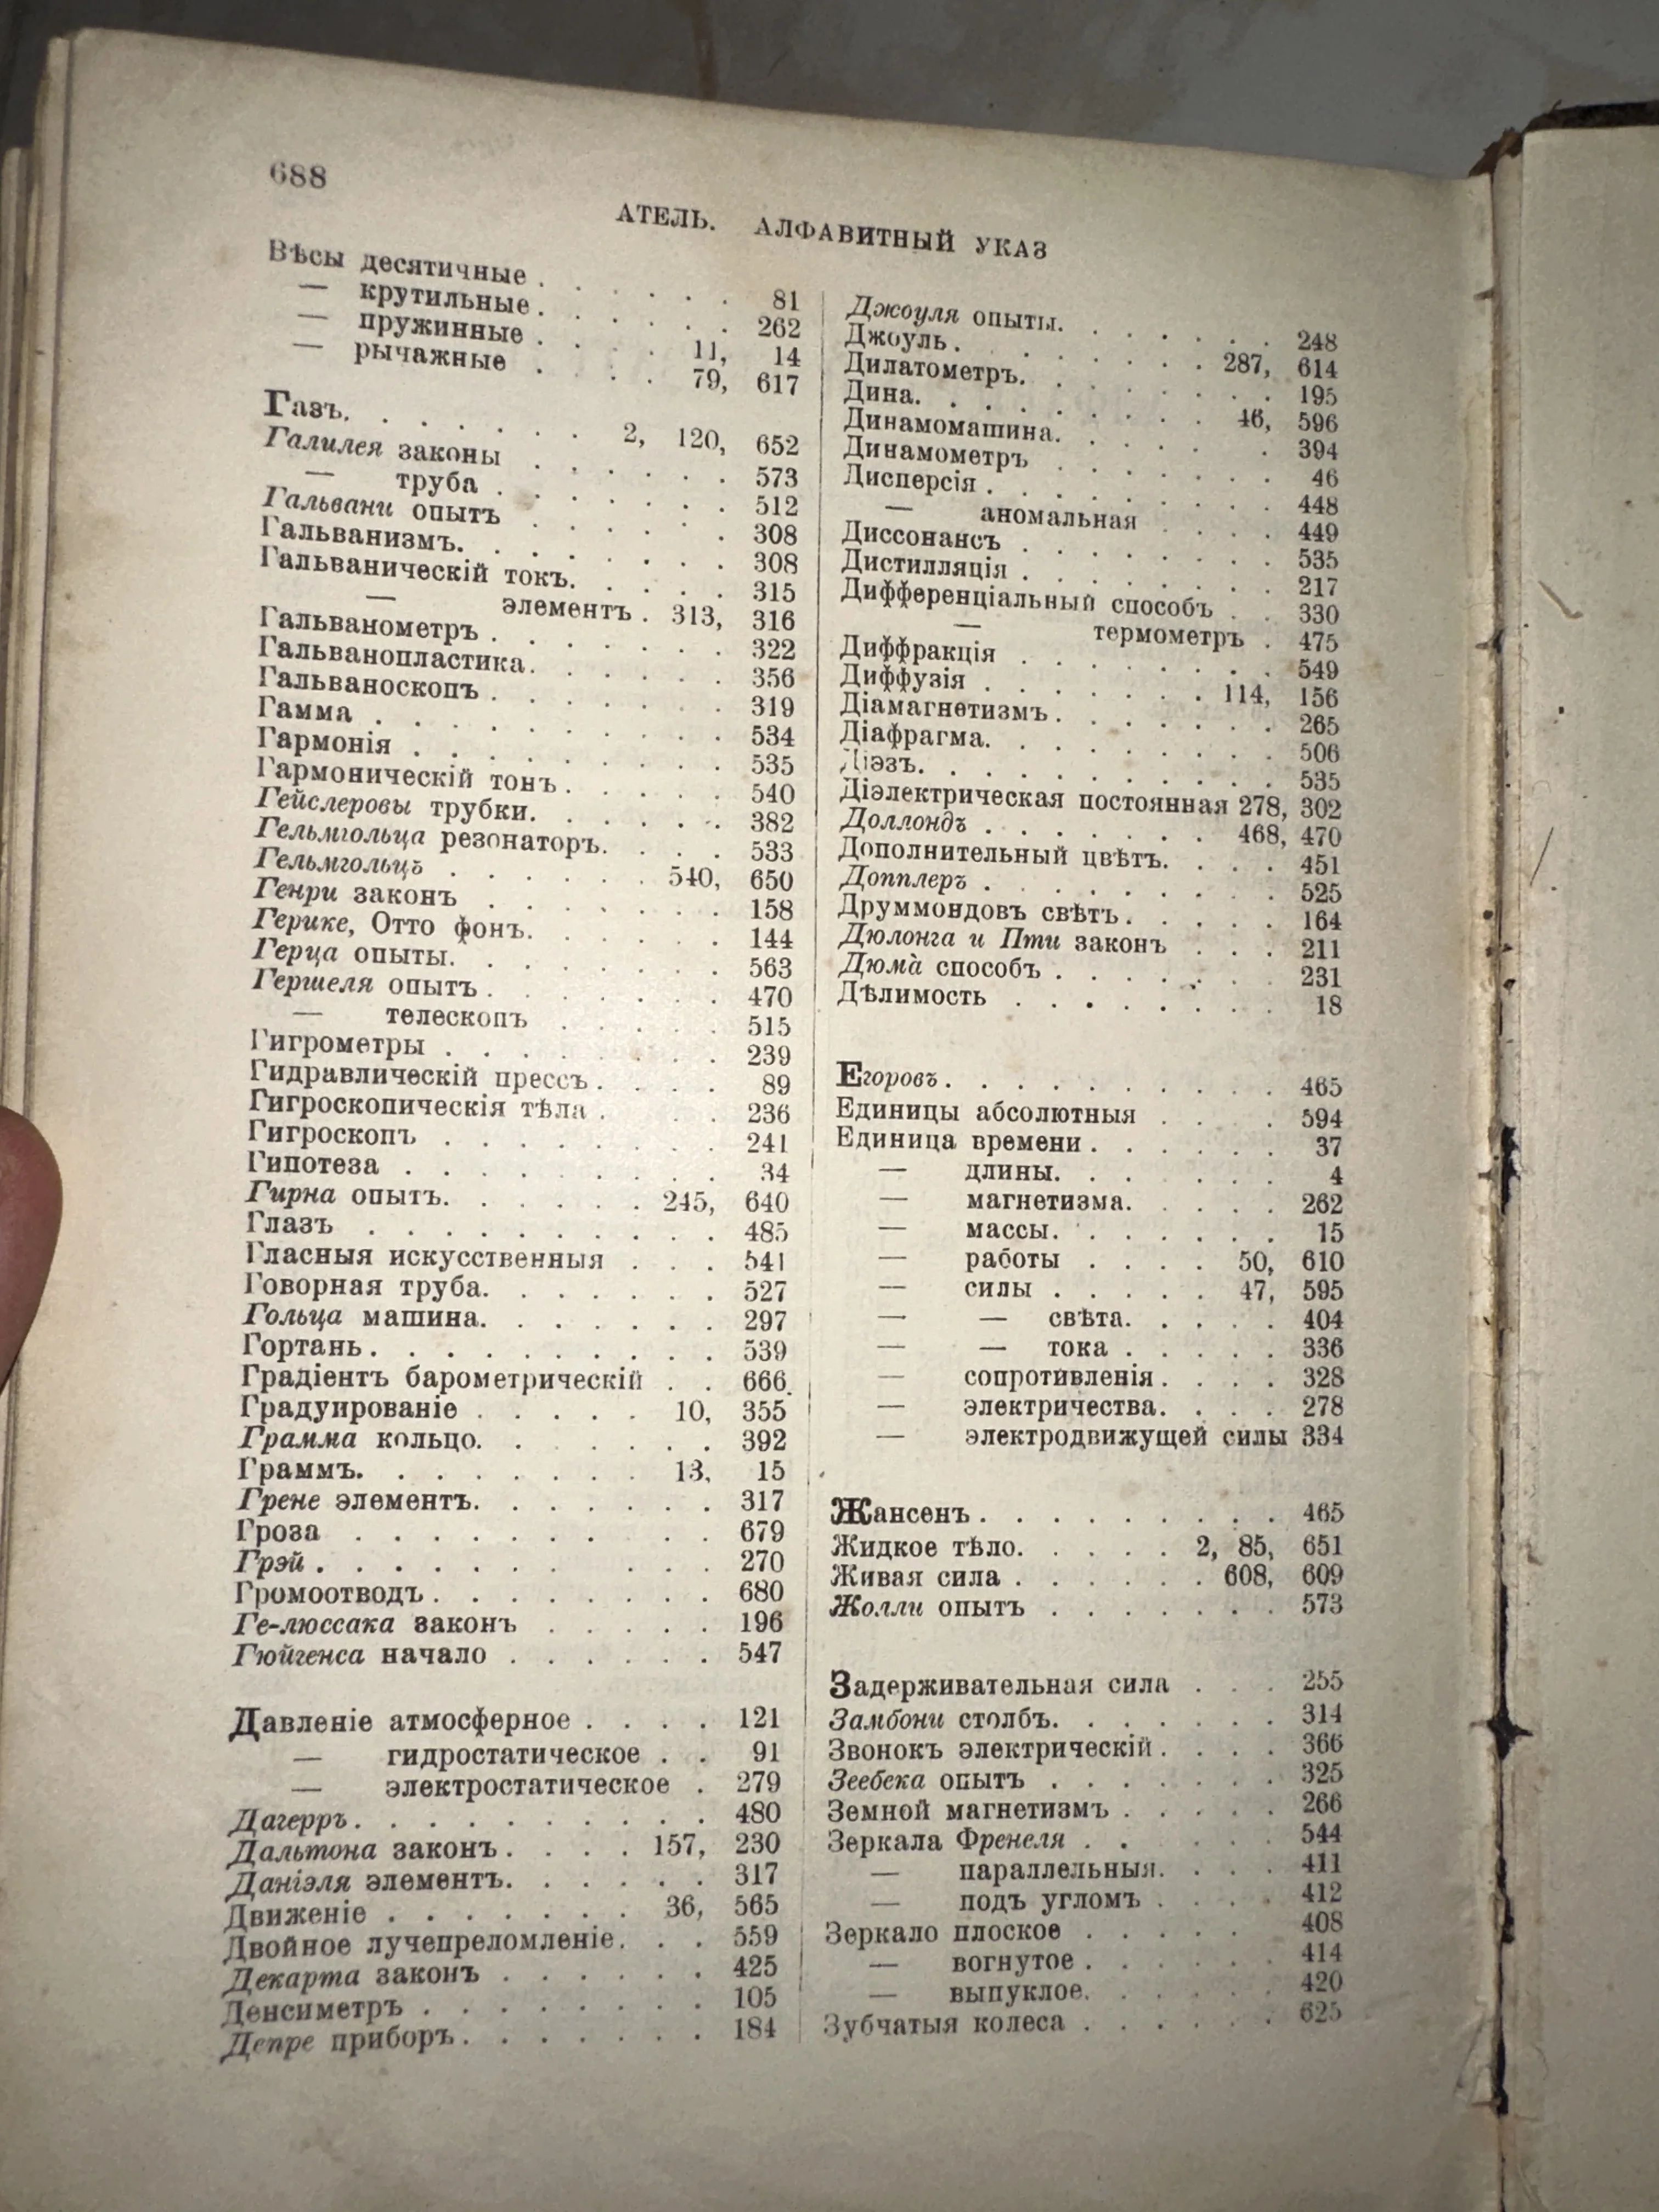 688
АТЕЛЬ. АЛФАВИТНЫЙ УКАЗ
Вѣсы десятичные . . . . . . 81
— крутильные . . . . . . 262
— пружинные . . . . 11, 14
— рычажные . . . . 79, 617
Газъ. . . . . . . 2, 120, 652
Галилея законы . . . . . . 573
— труба . . . . . . . 512
Гальвани опытъ . . . . . . 308
Гальванизмъ. . . . . . . . 308
Гальваническій токъ. . . . . 315
— элементъ . 313, 316
Гальванометръ . . . . . . . 322
Гальванопластика. . . . . . 356
Гальваноскопъ . . . . . . . 319
Гамма . . . . . . . . . . 534
Гармонія . . . . . . . . . 535
Гармоническій тонъ . . . . . 540
Гейслеровы трубки. . . . . . 382
Гельмгольца резонаторъ. . . . 533
Гельмгольцъ . . . . . . 540, 650
Генри законъ . . . . . . . 158
Герике, Отто фонъ. . . . . . 144
Герца опыты. . . . . . . . 563
Гершеля опытъ . . . . . . . 470
— телескопъ . . . . . 515
Гигрометры . . . . . . . . 239
Гидравлическій прессъ . . . . 89
Гигроскопическія тѣла . . . . 236
Гигроскопъ . . . . . . . . 241
Гипотеза . . . . . . . . . 34
Гирна опытъ. . . . . . 245, 640
Глазъ . . . . . . . . . . 485
Гласныя искусственныя . . . 541
Говорная труба. . . . . . . 527
Гольца машина. . . . . . . 297
Гортань . . . . . . . . . . 539
Градіентъ барометрическій . . 666
Градуированіе . . . . . 10, 355
Грамма кольцо. . . . . . . 392
Граммъ. . . . . . . . 13, 15
Грене элементъ. . . . . . . 317
Гроза . . . . . . . . . . 679
Грэй . . . . . . . . . . 270
Громоотводъ . . . . . . . . 680
Ге-люссака законъ . . . . . 196
Гюйгенса начало . . . . . . 547
Давленіе атмосферное . . . . 121
— гидростатическое . . 91
— электростатическое . 279
Дагерръ. . . . . . . . . . 480
Дальтона законъ . . . . 157, 230
Даніэля элементъ. . . . . . 317
Движеніе . . . . . . . 36, 565
Двойное лучепреломленіе. . . 559
Декарта законъ . . . . . . 425
Денсиметръ . . . . . . . . 105
Депре приборъ. . . . . . . 184
Джоуля опыты. . . . . . . 248
Джоуль . . . . . . . 287, 614
Дилатометръ. . . . . . . . 195
Дина. . . . . . . . . 46, 596
Динамомашина. . . . . . . 394
Динамометръ . . . . . . . 46
Дисперсія . . . . . . . . . 448
— аномальная . . . . 449
Диссонансъ . . . . . . . . 535
Дистилляція . . . . . . . . 217
Дифференціальный способъ . . 330
— термометръ . 475
Диффракція . . . . . . . . 549
Диффузія . . . . . . . 114, 156
Діамагнетизмъ . . . . . . . 265
Діафрагма. . . . . . . . . 506
Діэзъ. . . . . . . . . . . 535
Діэлектрическая постоянная 278, 302
Доллондъ . . . . . . . 468, 470
Дополнительный цвѣтъ. . . . 451
Допплеръ . . . . . . . . . 525
Друммондовъ свѣтъ . . . . . 164
Дюлонга и Пти законъ . . . 211
Дюма̀ способъ . . . . . . . 231
Дѣлимость . . . . . . . . 18
Егоровъ. . . . . . . . . . 465
Единицы абсолютныя . . . . 594
Единица времени . . . . . . 37
— длины. . . . . . . 4
— магнетизма. . . . . 262
— массы. . . . . . . 15
— работы . . . . 50, 610
— силы . . . . . 47, 595
— — свѣта. . . . . 404
— — тока . . . . . 336
— сопротивленія . . . . 328
— электричества. . . . 278
— электродвижущей силы 334
Жансенъ . . . . . . . . . . 465
Жидкое тѣло. . . . . 2, 85, 651
Живая сила . . . . . . 608, 609
Жолли опытъ . . . . . . . 573
Задерживательная сила . . . 255
Замбони столбъ. . . . . . . 314
Звонокъ электрическій . . . . 366
Зеебека опытъ . . . . . . . 325
Земной магнетизмъ . . . . . 266
Зеркала Френеля . . . . . 544
— параллельныя. . . . 411
— подъ угломъ . . . . 412
Зеркало плоское . . . . . 408
— вогнутое . . . . . . 414
— выпуклое. . . . . . 420
Зубчатыя колеса . . . . . . 625